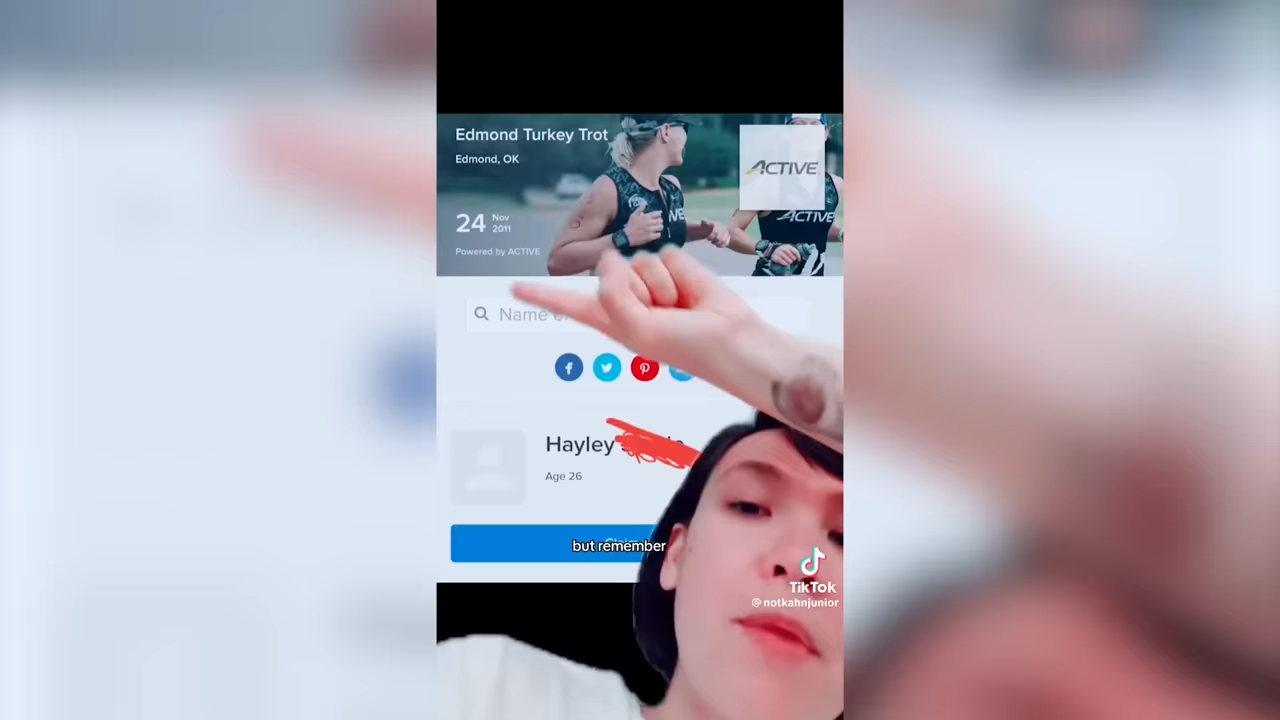 Edmond Turkey Trot
Edmond, OK
ACTIVE
24
Nov
2011
Powered by ACTIVE
ACTIVE
Name
Hayley
Age 26
but remember
TikTok
@notkahnjunior